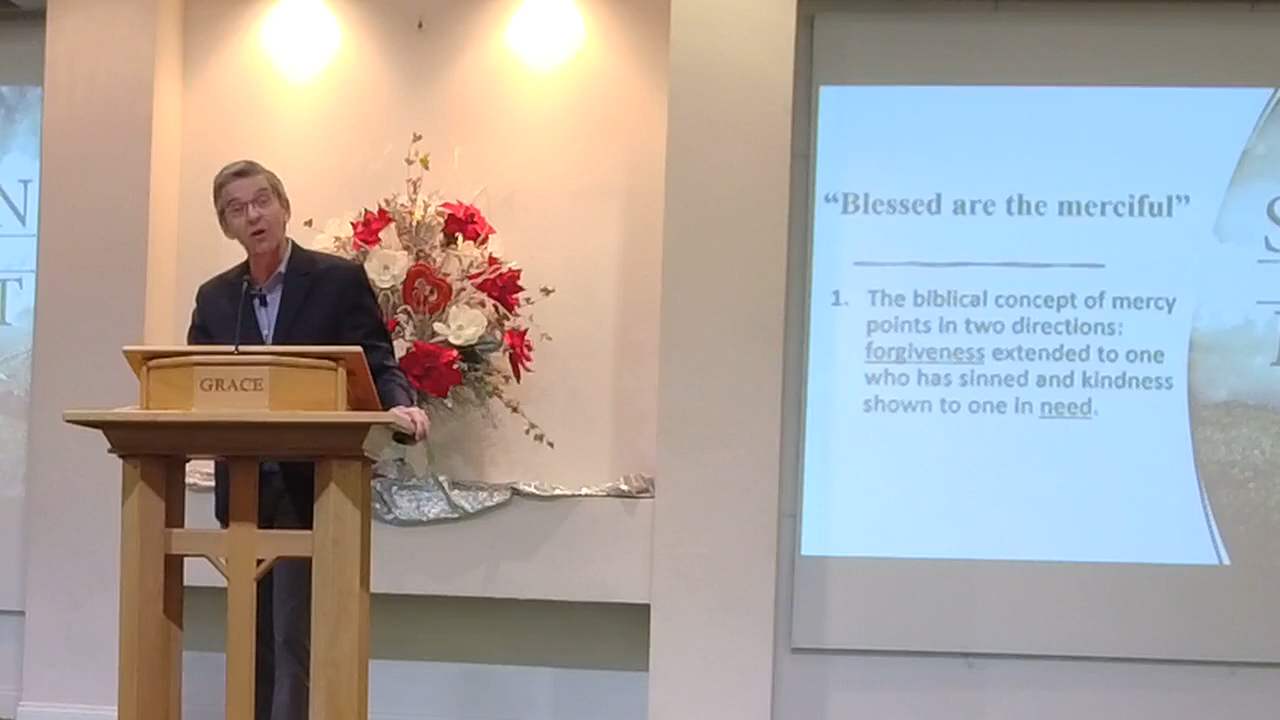 N
T
GRACE
“Blessed are the merciful”
1. The biblical concept of mercy
points in two directions:
forgiveness extended to one
who has sinned and kindness
shown to one in need.
S